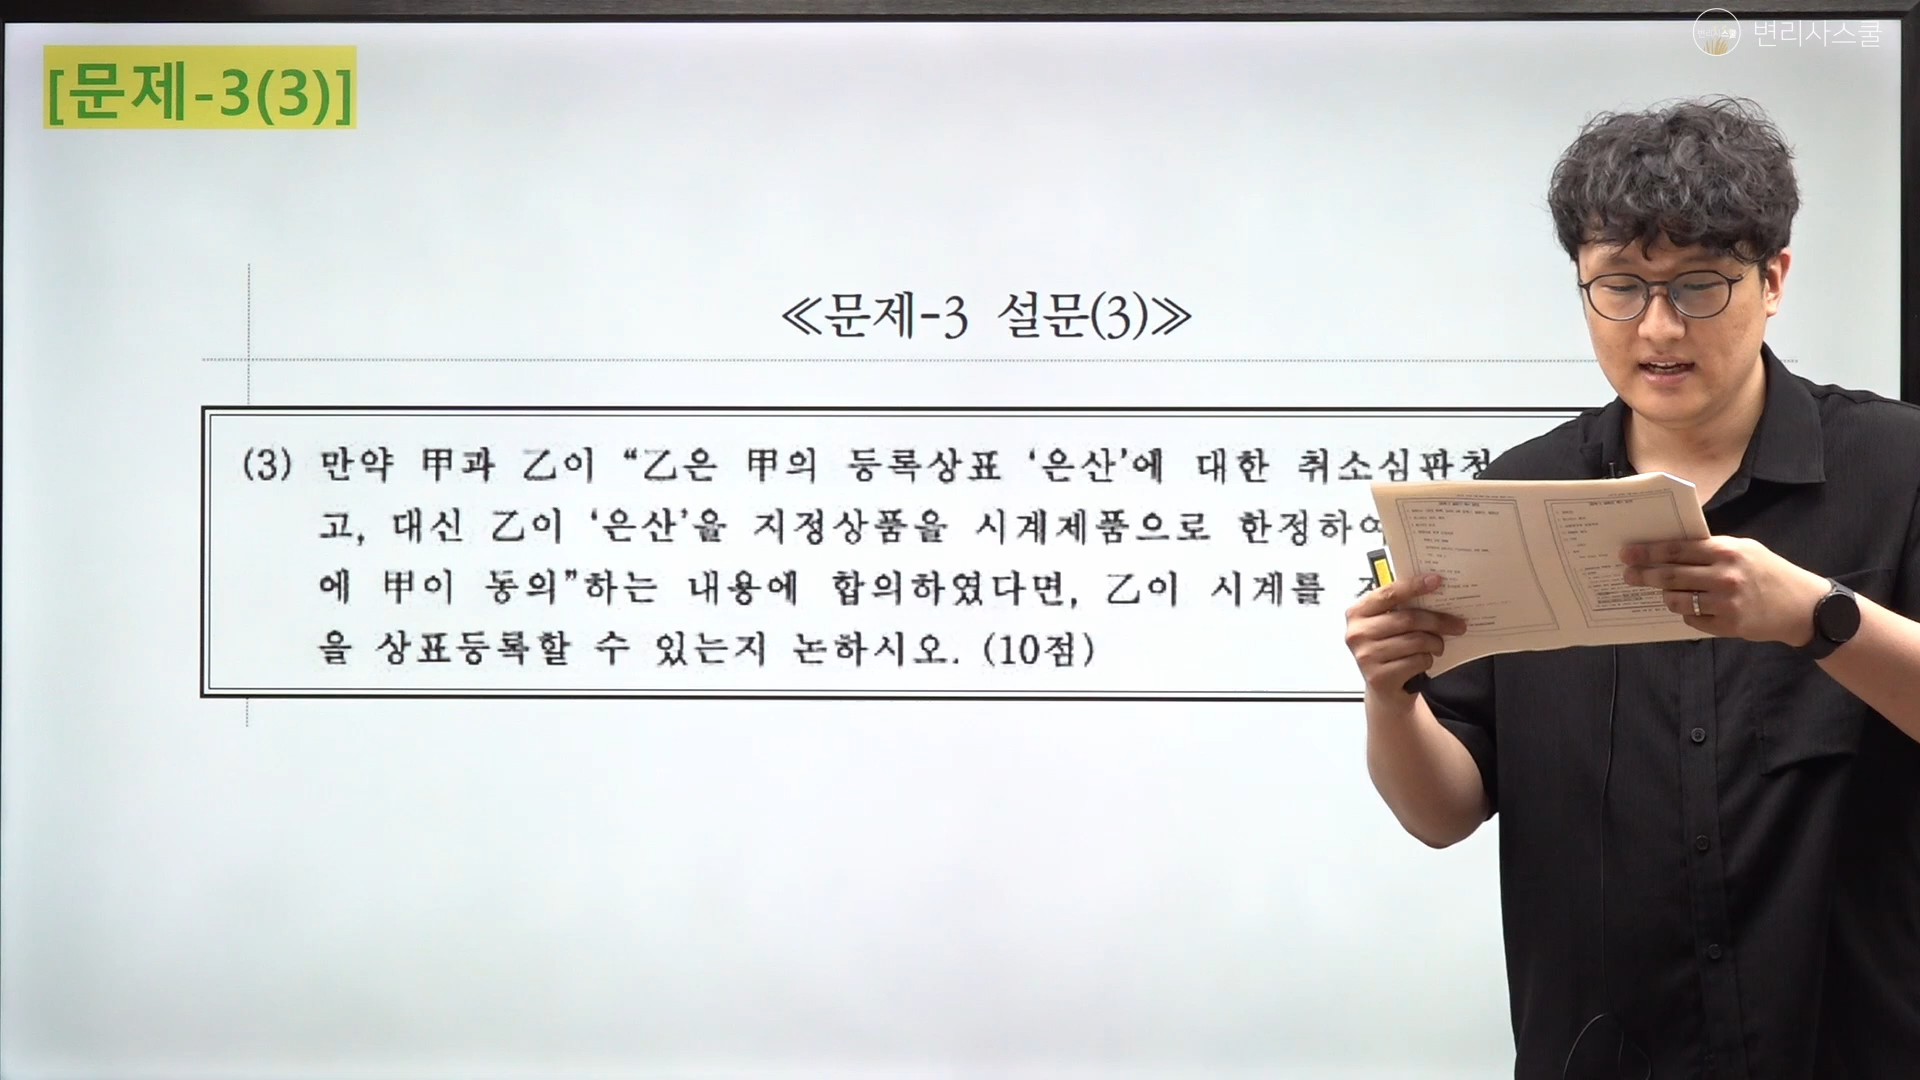 변리사스쿨
[문제-3(3)]
≪문제-3 설문(3)≫
(3) 만약 甲과 乙이 “乙은 甲의 등록상표 ‘은산’에 대한 취소심판청
고, 대신 乙이 ‘은산’을 지정상품을 시계제품으로 한정하여
에 甲이 동의”하는 내용에 합의하였다면, 乙이 시계를
을 상표등록할 수 있는지 논하시오. (10점)